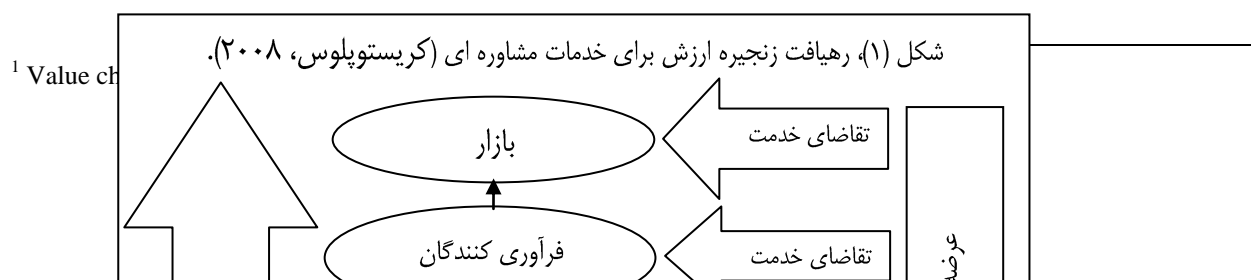 شکل (۱)، رهیافت زنجیره ارزش برای خدمات مشاوره ای (کریستوپلوس، ۲۰۰۸).
1 Value ch
تقاضای خدمت
بازار
تقاضای خدمت
فرآوری کنندگان
عرضه